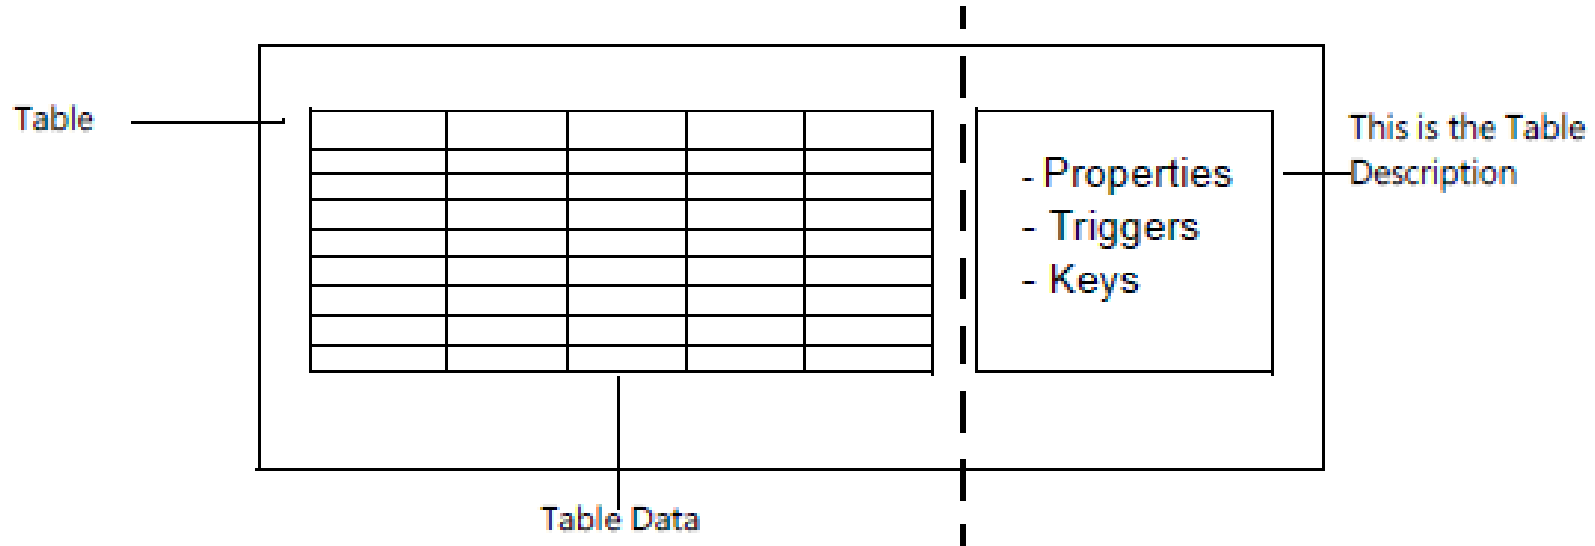 Table
- Properties
- Triggers
- Keys
This is the Table
Description
Table Data